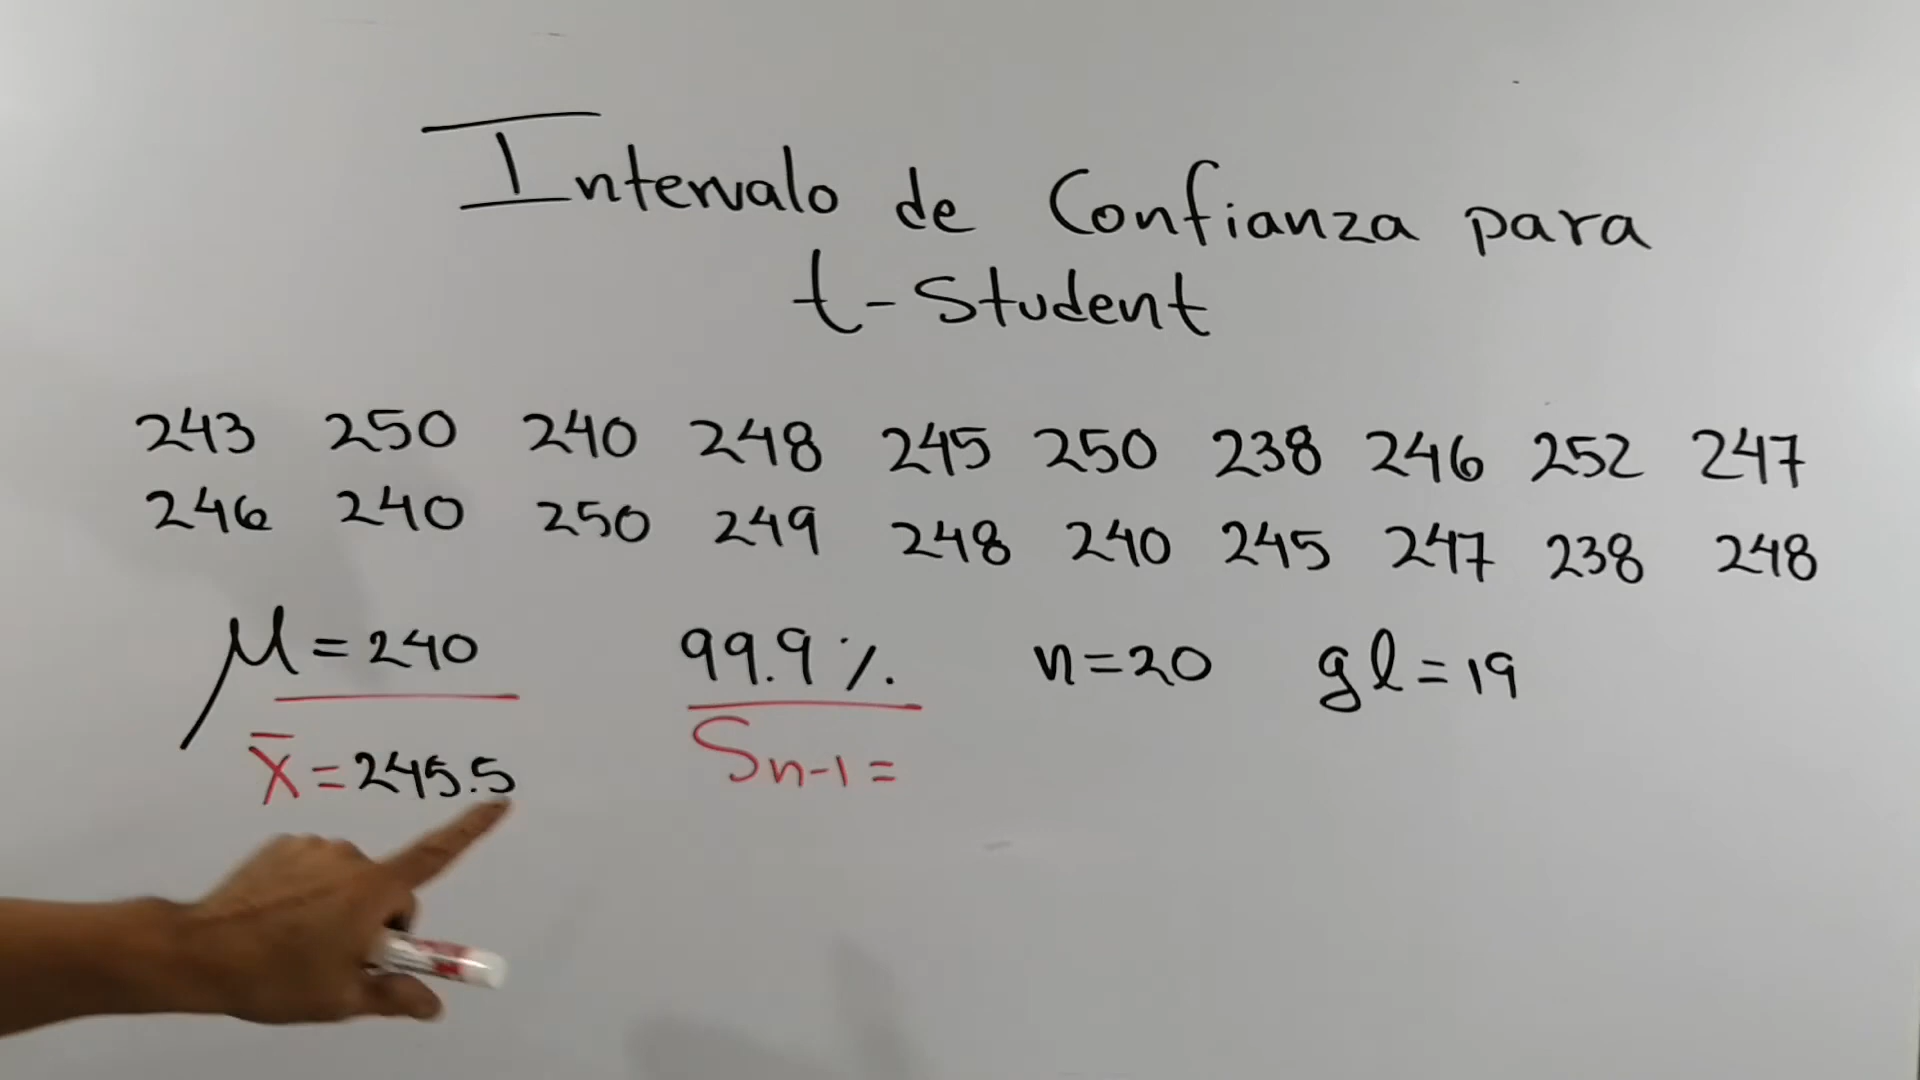 Intervalo de Confianza para
t-Student
243 250 240 248 245 250 238 246 252 247
246 240 250 249 248 240 245 247 238 248
μ=240 99.9% n=20 gl=19
X̄=245.5 Sn-1=